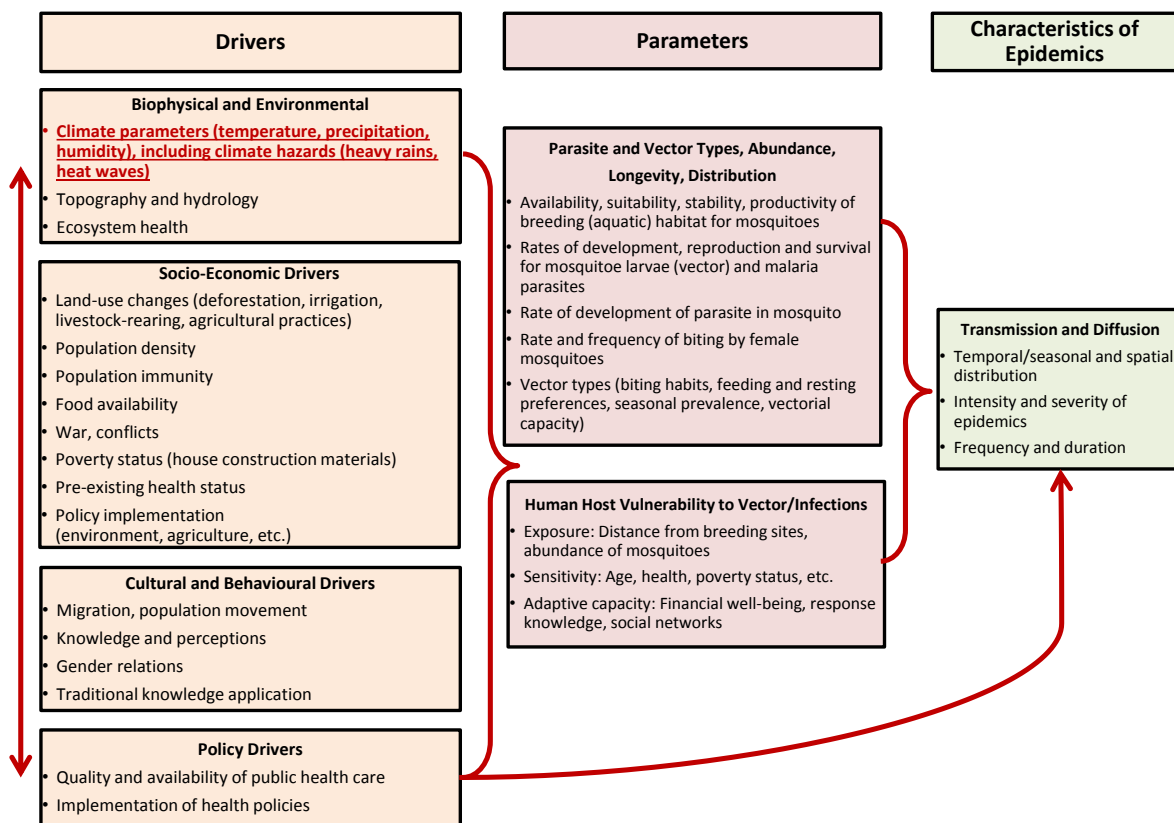 Drivers
Parameters
Characteristics of
Epidemics
Biophysical and Environmental
• Climate parameters (temperature, precipitation,
humidity), including climate hazards (heavy rains,
heat waves)
• Topography and hydrology
• Ecosystem health
Socio-Economic Drivers
• Land-use changes (deforestation, irrigation,
livestock-rearing, agricultural practices)
• Population density
• Population immunity
• Food availability
• War, conflicts
• Poverty status (house construction materials)
• Pre-existing health status
• Policy implementation
(environment, agriculture, etc.)
Cultural and Behavioural Drivers
• Migration, population movement
• Knowledge and perceptions
• Gender relations
• Traditional knowledge application
Policy Drivers
• Quality and availability of public health care
• Implementation of health policies
Parasite and Vector Types, Abundance,
Longevity, Distribution
• Availability, suitability, stability, productivity of
breeding (aquatic) habitat for mosquitoes
• Rates of development, reproduction and survival
for mosquitoe larvae (vector) and malaria
parasites
• Rate of development of parasite in mosquito
• Rate and frequency of biting by female
mosquitoes
• Vector types (biting habits, feeding and resting
preferences, seasonal prevalence, vectorial
capacity)
Human Host Vulnerability to Vector/Infections
• Exposure: Distance from breeding sites,
abundance of mosquitoes
• Sensitivity: Age, health, poverty status, etc.
• Adaptive capacity: Financial well-being, response
knowledge, social networks
Transmission and Diffusion
• Temporal/seasonal and spatial
distribution
• Intensity and severity of
epidemics
• Frequency and duration